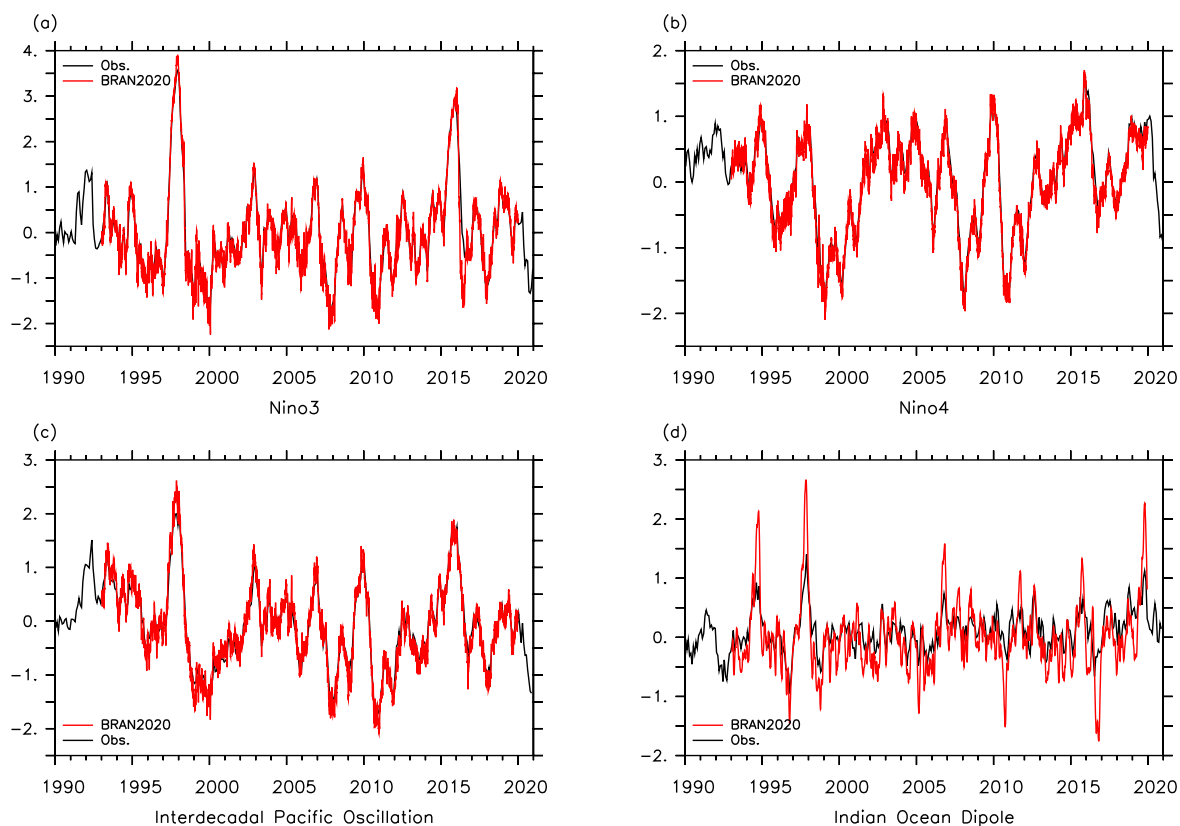 (a)
4.
3.
2.
1.
0.
−1.
−2.
Obs.
BRAN2020
1990 1995 2000 2005 2010 2015 2020
Nino3
(b)
2.
1.
0.
−1.
−2.
Obs.
BRAN2020
1990 1995 2000 2005 2010 2015 2020
Nino4
(c)
3.
2.
1.
0.
−1.
−2.
BRAN2020
Obs.
1990 1995 2000 2005 2010 2015 2020
Interdecadal Pacific Oscillation
(d)
3.
2.
1.
0.
−1.
−2.
BRAN2020
Obs.
1990 1995 2000 2005 2010 2015 2020
Indian Ocean Dipole